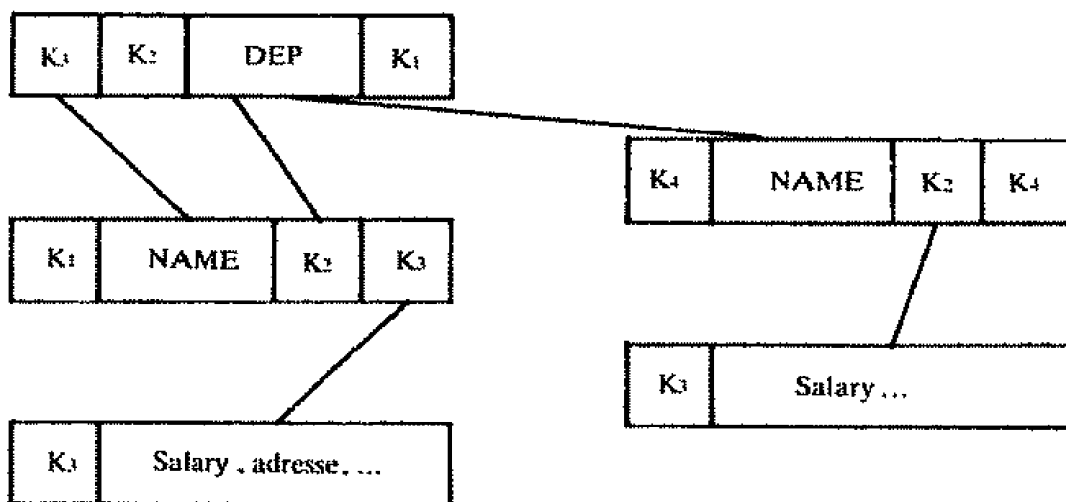 K3 K2 DEP K1
K4 NAME K2 K4
K1 NAME K2 K3
K3 Salary ...
K3 Salary , adresse, ...